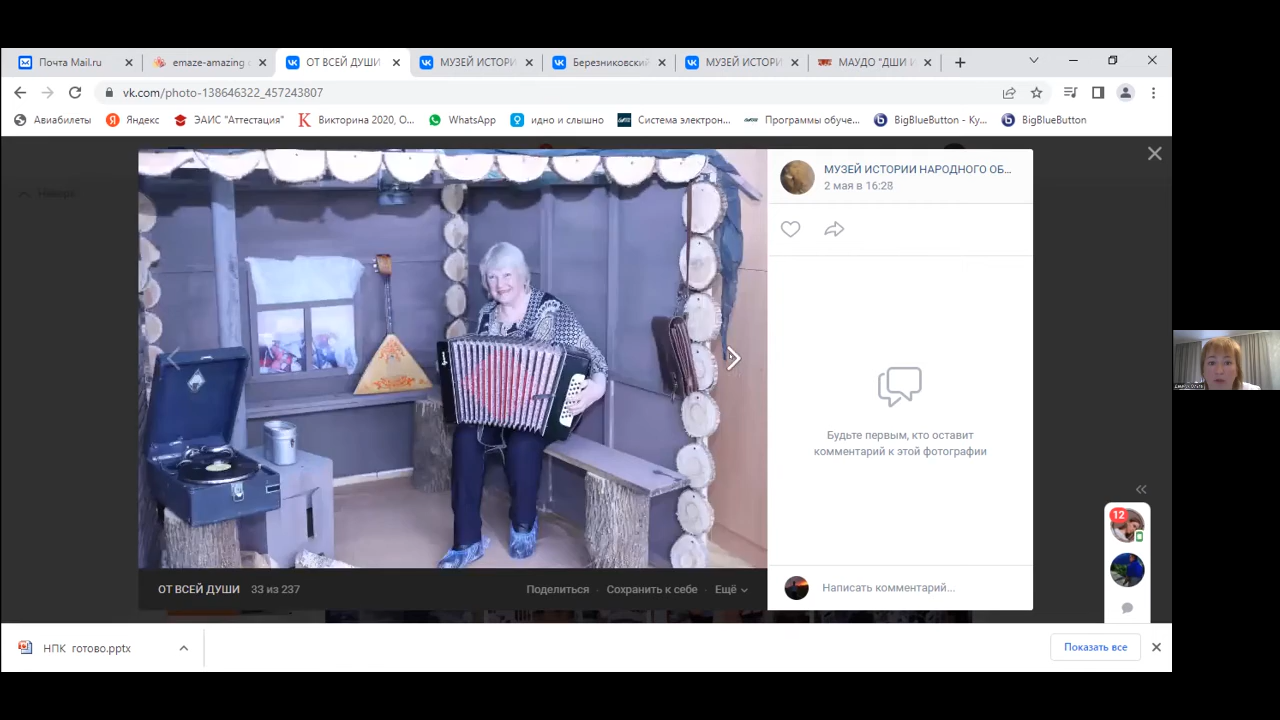 Почта Mail.ru
emaze-amazing
ОТ ВСЕЙ ДУШИ
МУЗЕЙ ИСТОРИ
Березниковский
МУЗЕЙ ИСТОРИ
МАУДО "ДШИ
vk.com/photo-138646322_457243807
Авиабилеты
Яндекс
ЭАИС "Аттестация"
Викторина 2020, О...
WhatsApp
идно и слышно
Система электрон...
Программы обуче...
BigBlueButton - Ку...
BigBlueButton
Наверх
МУЗЕЙ ИСТОРИИ НАРОДНОГО ОБ...
2 мая в 16:28
Будьте первым, кто оставит
комментарий к этой фотографии
12
ОТ ВСЕЙ ДУШИ 33 из 237
Поделиться Сохранить к себе Ещё
Написать комментарий...
НПК готово.pptx
Показать все